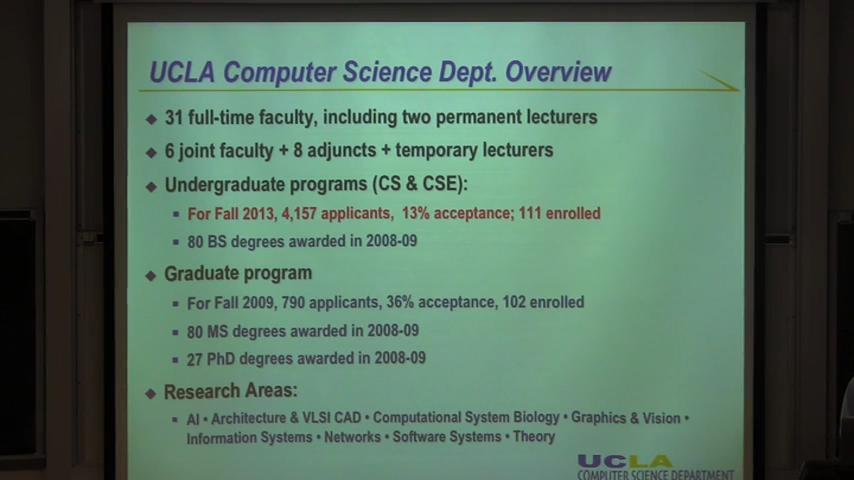 UCLA Computer Science Dept. Overview
31 full-time faculty, including two permanent lecturers
6 joint faculty + 8 adjuncts + temporary lecturers
Undergraduate programs (CS & CSE):
For Fall 2013, 4,157 applicants, 13% acceptance; 111 enrolled
80 BS degrees awarded in 2008-09
Graduate program
For Fall 2009, 790 applicants, 36% acceptance, 102 enrolled
80 MS degrees awarded in 2008-09
27 PhD degrees awarded in 2008-09
Research Areas:
AI • Architecture & VLSI CAD • Computational System Biology • Graphics & Vision •
Information Systems • Networks • Software Systems • Theory
UCLA
COMPUTER SCIENCE DEPARTMENT